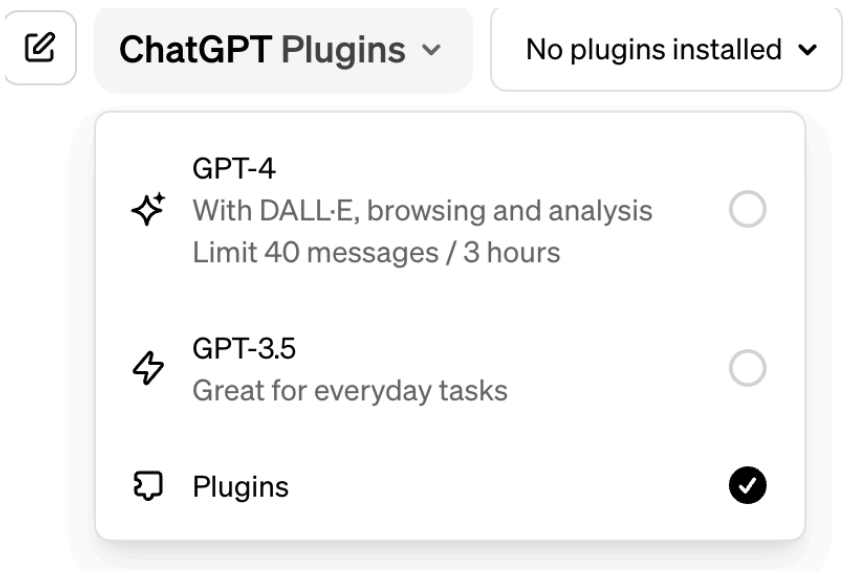 ChatGPT Plugins
No plugins installed
GPT-4
With DALL·E, browsing and analysis
Limit 40 messages / 3 hours
GPT-3.5
Great for everyday tasks
Plugins